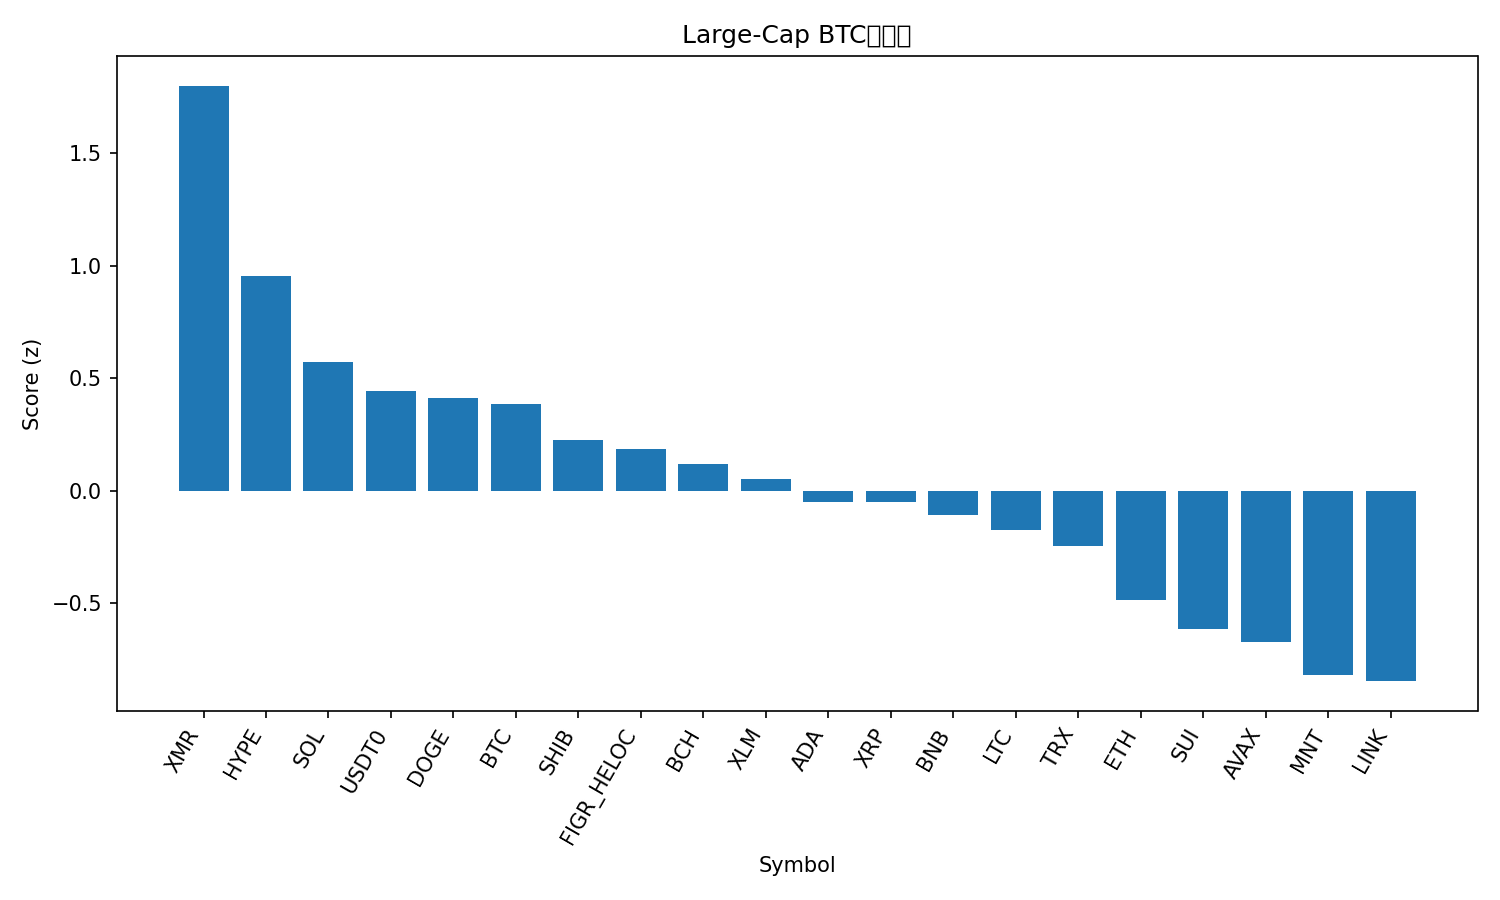 Large-Cap BTC
Score (z)
1.5
1.0
0.5
0.0
−0.5
XMR
HYPE
SOL
USDT0
DOGE
BTC
SHIB
FIGR_HELOC
BCH
XLM
ADA
XRP
BNB
LTC
TRX
ETH
SUI
AVAX
MNT
LINK
Symbol